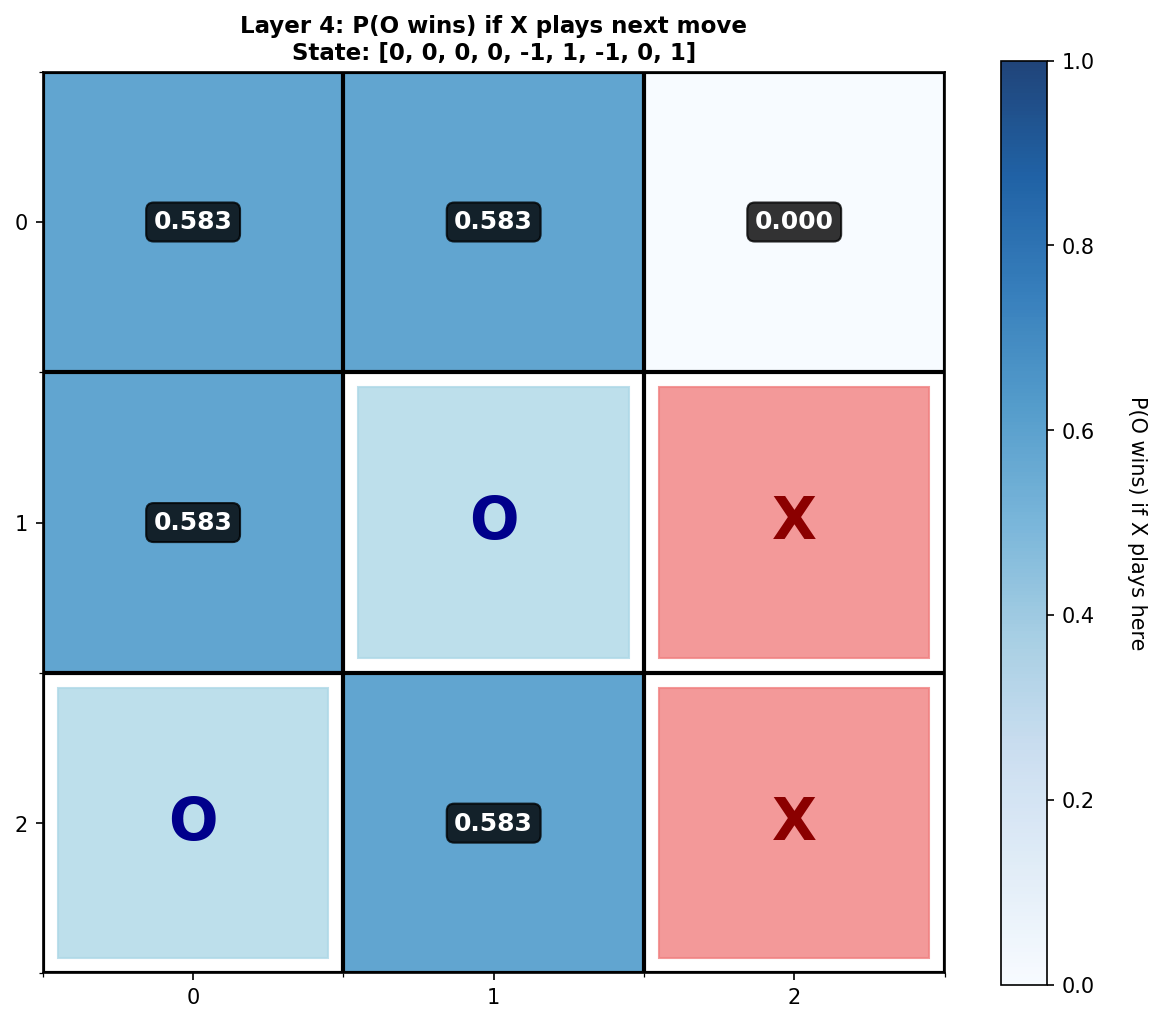 Layer 4: P(O wins) if X plays next move
State: [0, 0, 0, 0, -1, 1, -1, 0, 1]
0.583 0.583 0.000
0.583 O X
O 0.583 X
0
1
2
0 1 2
1.0
0.8
0.6
0.4
0.2
0.0
P(O wins) if X plays here